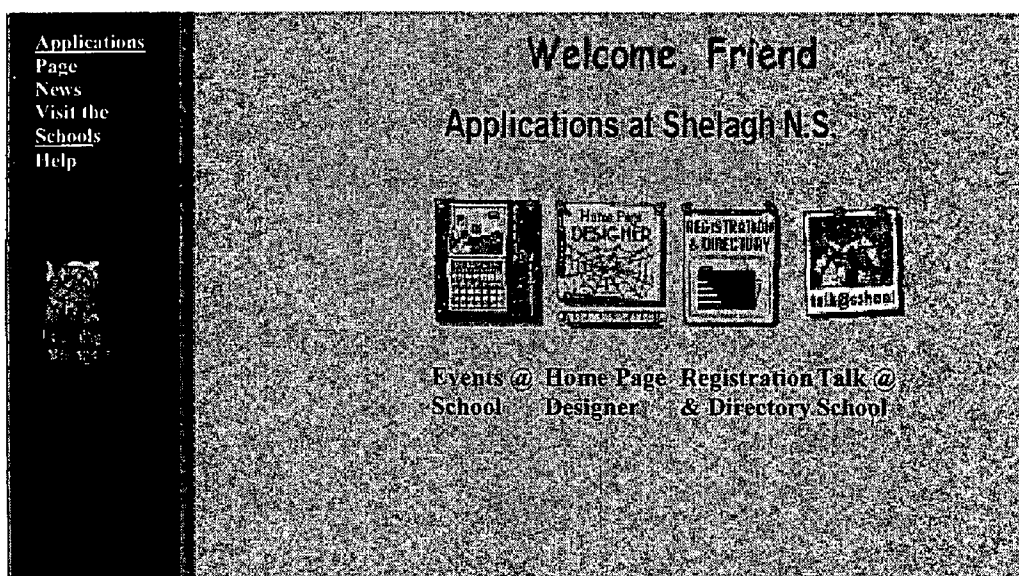 Applications
Page
News
Visit the
Schools
Help
Welcome, Friend
Applications at Shelagh N.S.
Home Page
DESIGNER
REGISTRATION
& DIRECTORY
talk@school
Events @ Home Page Registration Talk @
School Designer & Directory School